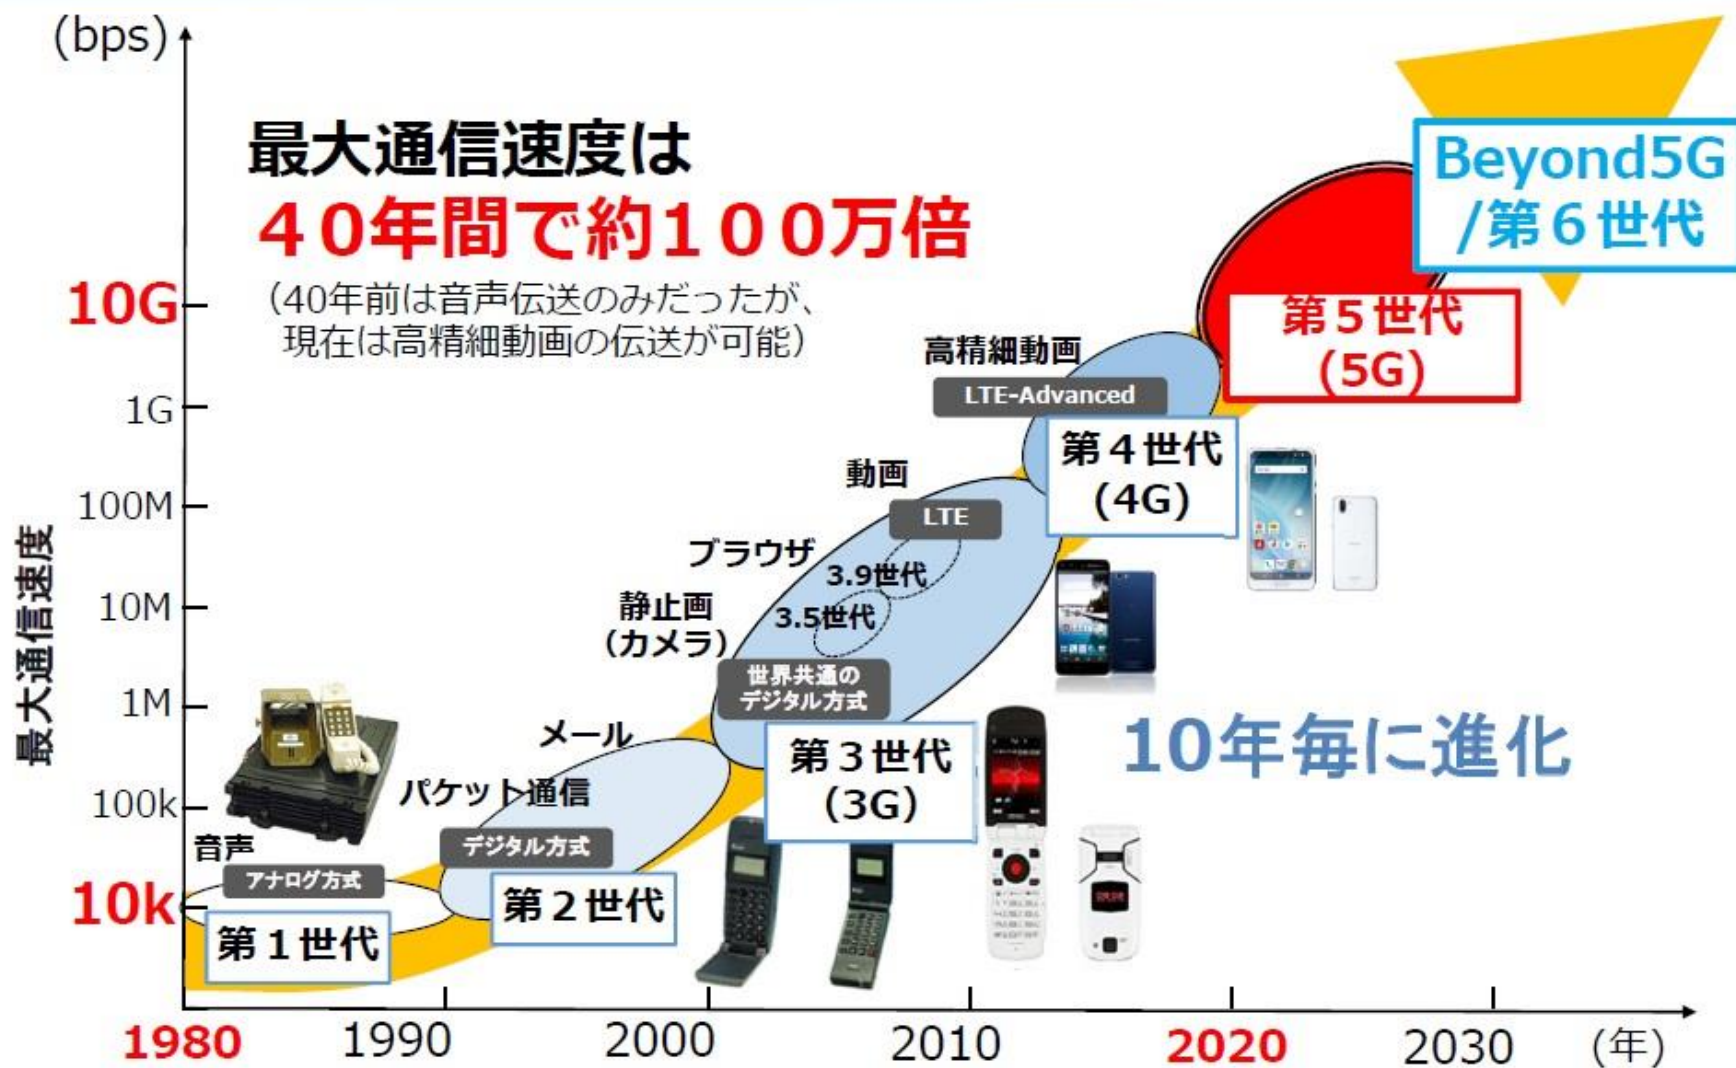 (bps)
最大通信速度は
４０年間で約１００万倍
（40年前は音声伝送のみだったが、
現在は高精細動画の伝送が可能）
Beyond5G
/第６世代
10G
第５世代
(5G)
高精細動画
LTE-Advanced
1G
第４世代
(4G)
動画
100M
LTE
ブラウザ
3.9世代
静止画
（カメラ）
10M
3.5世代
世界共通の
デジタル方式
最大通信速度
1M
メール
第３世代
(3G)
10年毎に進化
パケット通信
100k
デジタル方式
音声
アナログ方式
10k
第２世代
第１世代
1980
1990
2000
2010
2020
2030
(年)